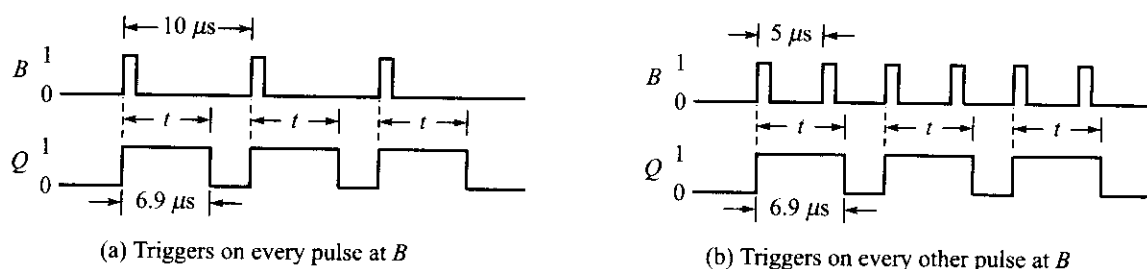 10 μs
B 1
0
t t t
Q 1
0
6.9 μs
(a) Triggers on every pulse at B
5 μs
B 1
0
t t t
Q 1
0
6.9 μs
(b) Triggers on every other pulse at B